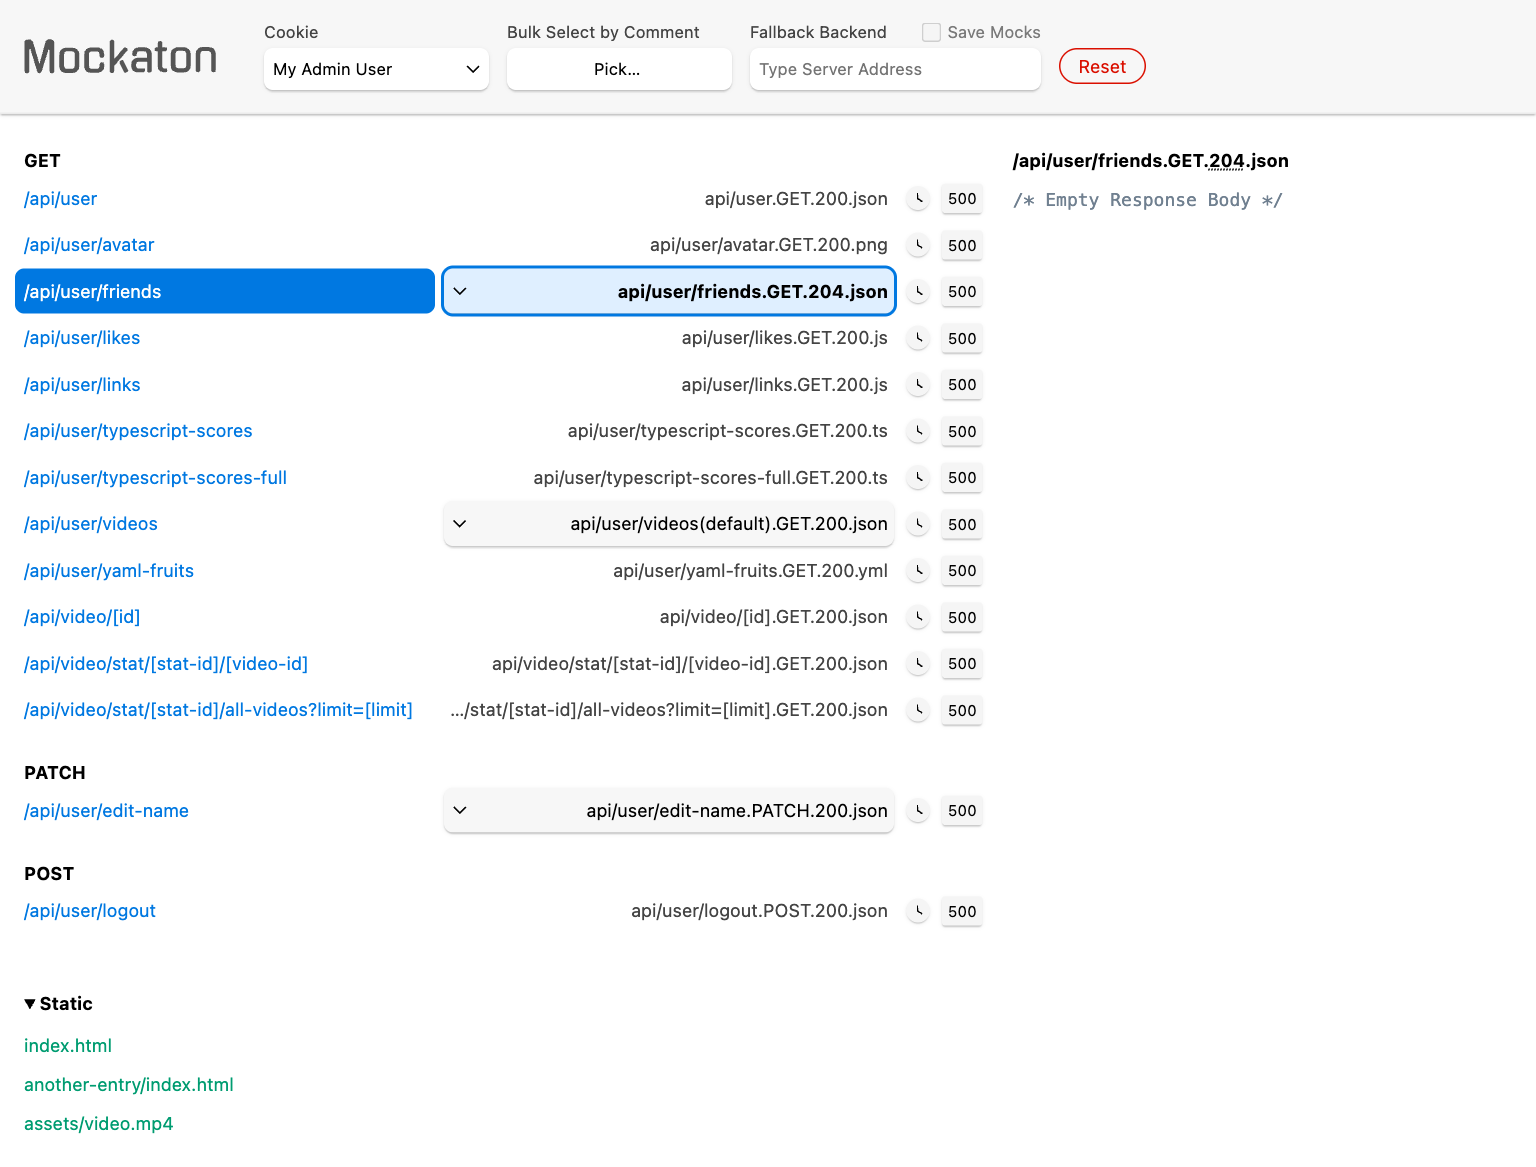 Mockaton
Cookie
My Admin User
Bulk Select by Comment
Pick...
Fallback Backend
Save Mocks
Type Server Address
Reset
GET
/api/user api/user.GET.200.json 500
/api/user/avatar api/user/avatar.GET.200.png 500
/api/user/friends api/user/friends.GET.204.json 500
/api/user/likes api/user/likes.GET.200.js 500
/api/user/links api/user/links.GET.200.js 500
/api/user/typescript-scores api/user/typescript-scores.GET.200.ts 500
/api/user/typescript-scores-full api/user/typescript-scores-full.GET.200.ts 500
/api/user/videos api/user/videos(default).GET.200.json 500
/api/user/yaml-fruits api/user/yaml-fruits.GET.200.yml 500
/api/video/[id] api/video/[id].GET.200.json 500
/api/video/stat/[stat-id]/[video-id] api/video/stat/[stat-id]/[video-id].GET.200.json 500
/api/video/stat/[stat-id]/all-videos?limit=[limit] .../stat/[stat-id]/all-videos?limit=[limit].GET.200.json 500
PATCH
/api/user/edit-name api/user/edit-name.PATCH.200.json 500
POST
/api/user/logout api/user/logout.POST.200.json 500
Static
index.html
another-entry/index.html
assets/video.mp4
/api/user/friends.GET.204.json
/* Empty Response Body */